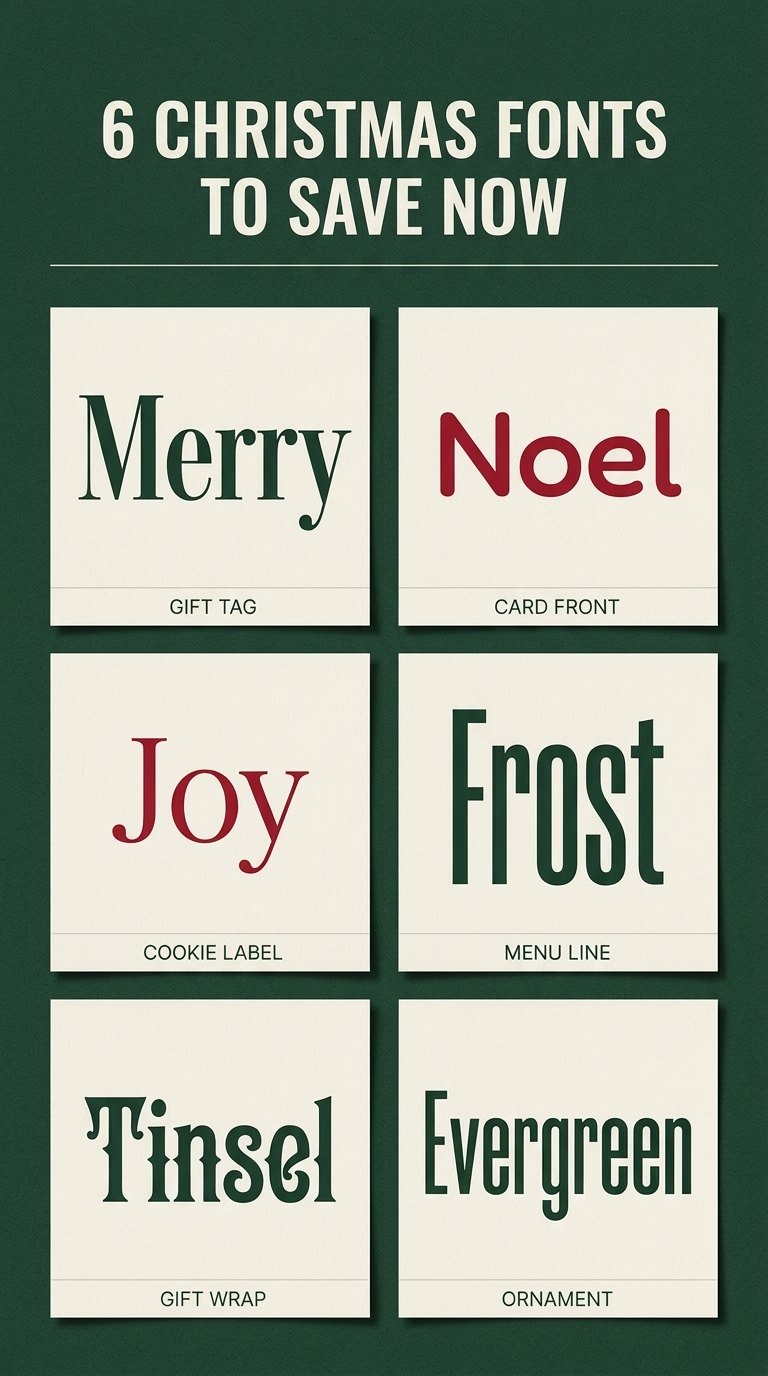 6 CHRISTMAS FONTS
TO SAVE NOW
Merry
GIFT TAG
Noel
CARD FRONT
Joy
COOKIE LABEL
Frost
MENU LINE
Tinsel
GIFT WRAP
Evergreen
ORNAMENT